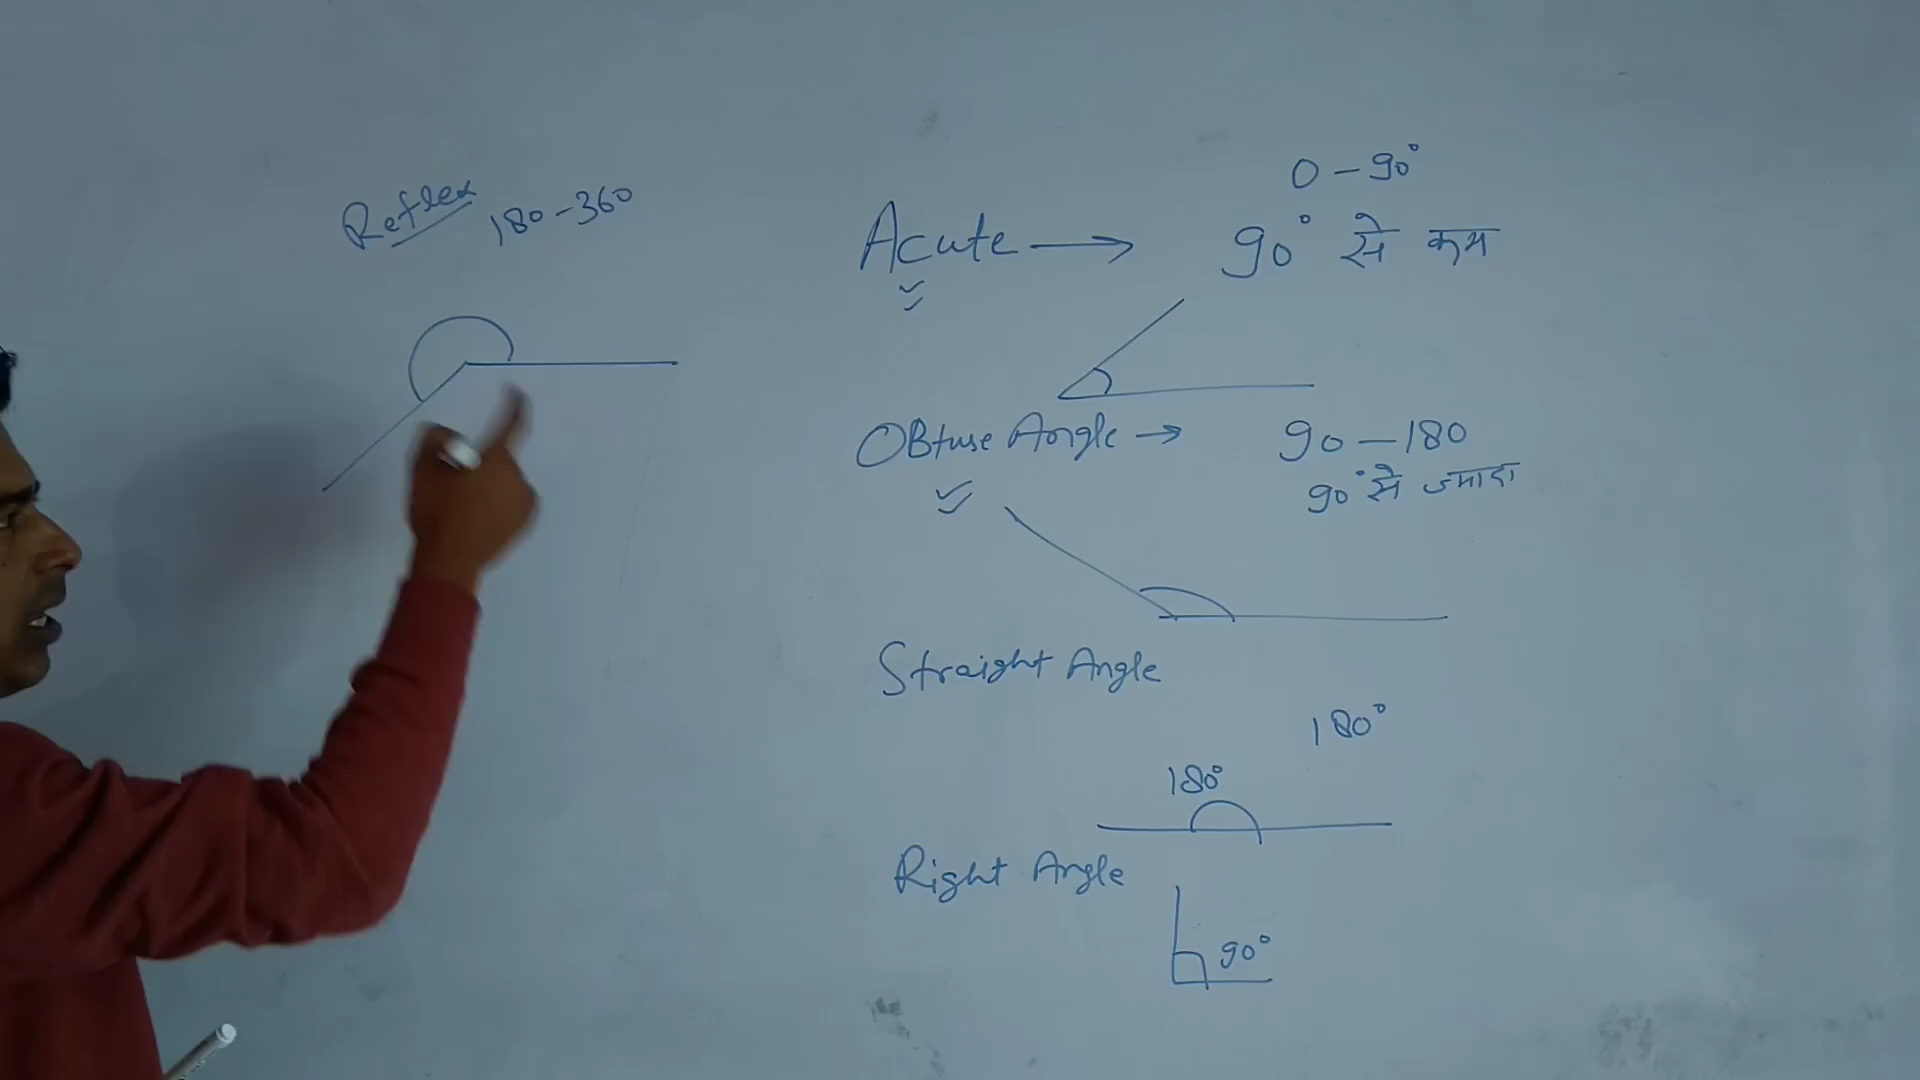 Reflex 180-360
0-90°
Acute → 90° से कम
OBtuse Angle → 90-180
90° से ज्यादा
Straight Angle
180°
180°
Right Angle
90°